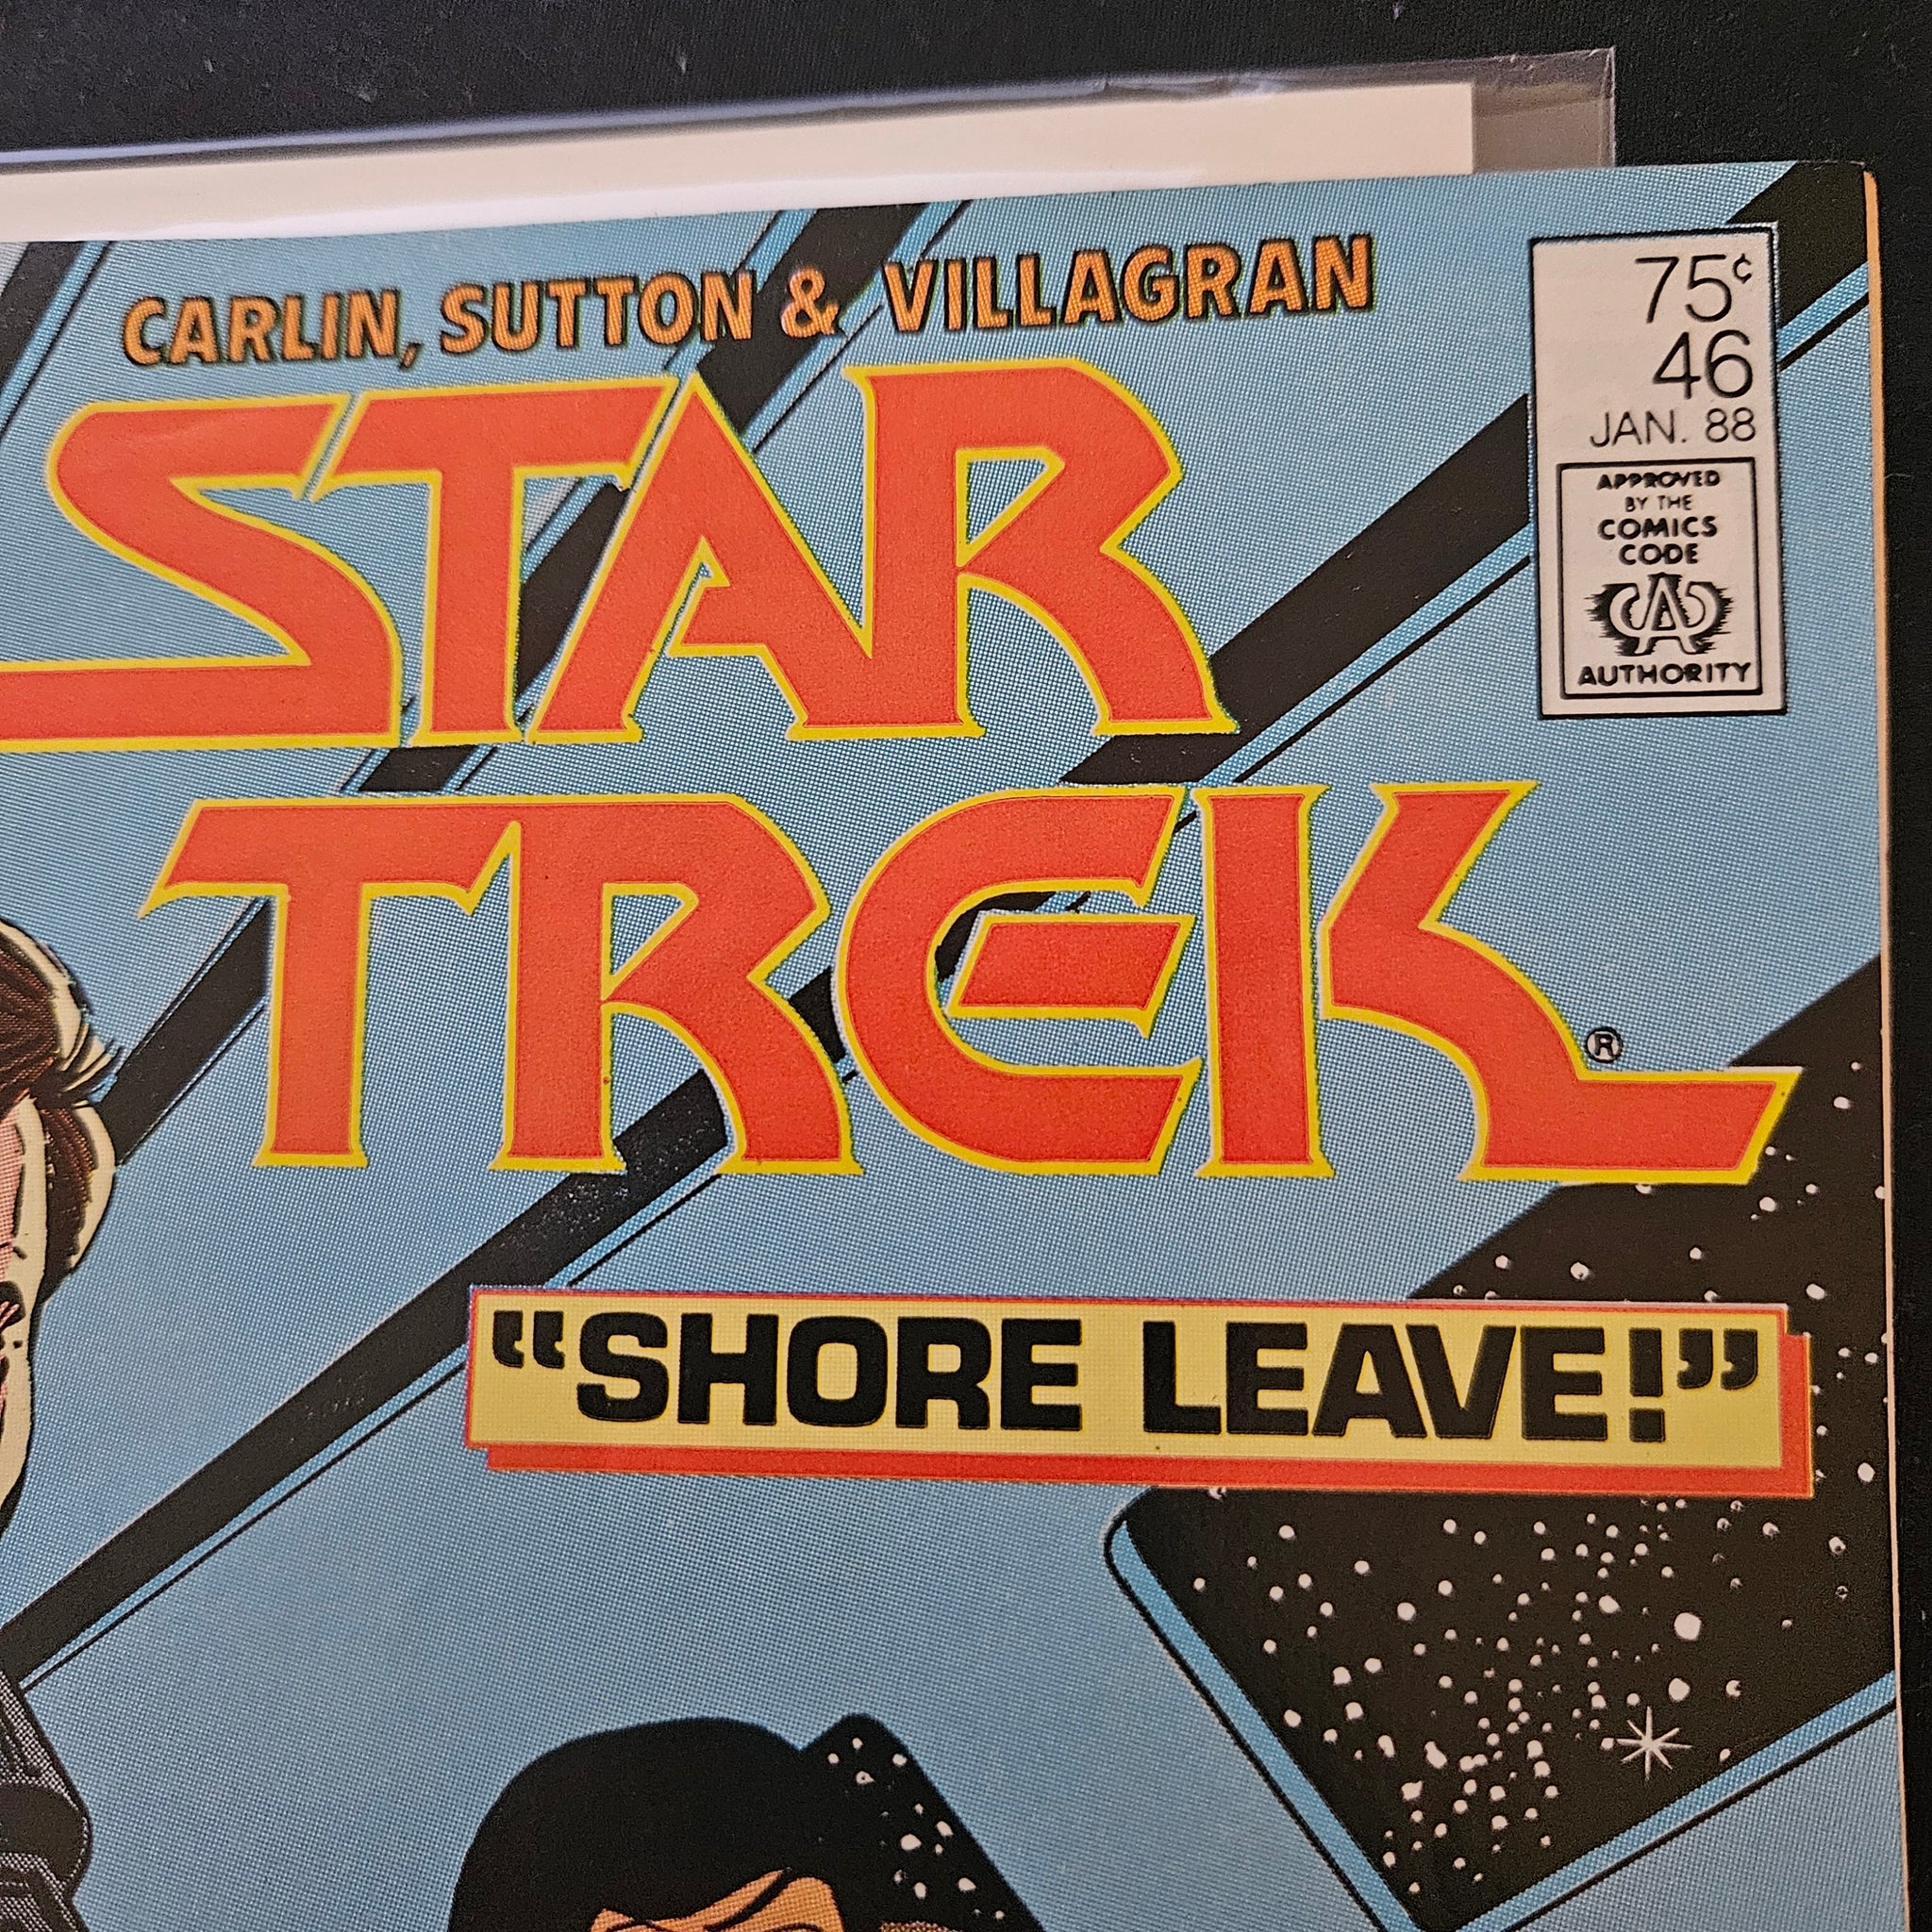 CARLIN, SUTTON & VILLAGRAN
STAR
TREK®
75¢
46
JAN. 88
APPROVED
BY THE
COMICS
CODE
CA
AUTHORITY
“SHORE LEAVE!”